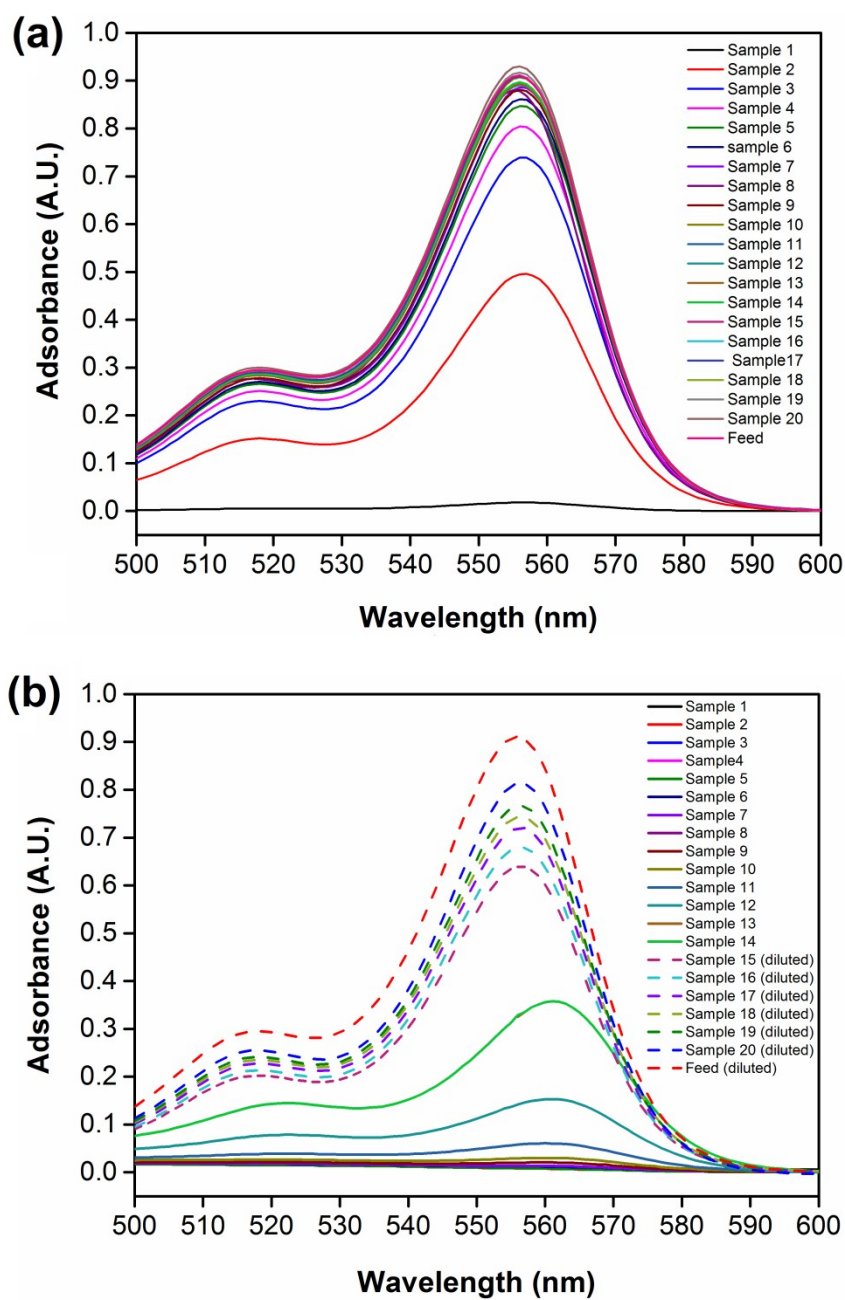 (a)
Adsorbance (A.U.)
1.0
0.9
0.8
0.7
0.6
0.5
0.4
0.3
0.2
0.1
0.0
Sample 1
Sample 2
Sample 3
Sample 4
Sample 5
sample 6
Sample 7
Sample 8
Sample 9
Sample 10
Sample 11
Sample 12
Sample 13
Sample 14
Sample 15
Sample 16
Sample17
Sample 18
Sample 19
Sample 20
Feed
500 510 520 530 540 550 560 570 580 590 600
Wavelength (nm)
(b)
Absorbance (A.U.)
1.0
0.9
0.8
0.7
0.6
0.5
0.4
0.3
0.2
0.1
0.0
Sample 1
Sample 2
Sample 3
Sample4
Sample 5
Sample 6
Sample 7
Sample 8
Sample 9
Sample 10
Sample 11
Sample 12
Sample 13
Sample 14
Sample 15 (diluted)
Sample 16 (diluted)
Sample 17 (diluted)
Sample 18 (diluted)
Sample 19 (diluted)
Sample 20 (diluted)
Feed (diluted)
500 510 520 530 540 550 560 570 580 590 600
Wavelength (nm)